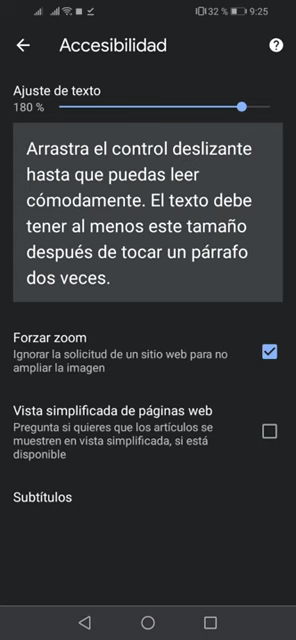 32 % 9:25
Accesibilidad
Ajuste de texto
180 %
Arrastra el control deslizante
hasta que puedas leer
cómodamente. El texto debe
tener al menos este tamaño
después de tocar un párrafo
dos veces.
Forzar zoom
Ignorar la solicitud de un sitio web para no
ampliar la imagen
Vista simplificada de páginas web
Pregunta si quieres que los artículos se
muestren en vista simplificada, si está
disponible
Subtítulos